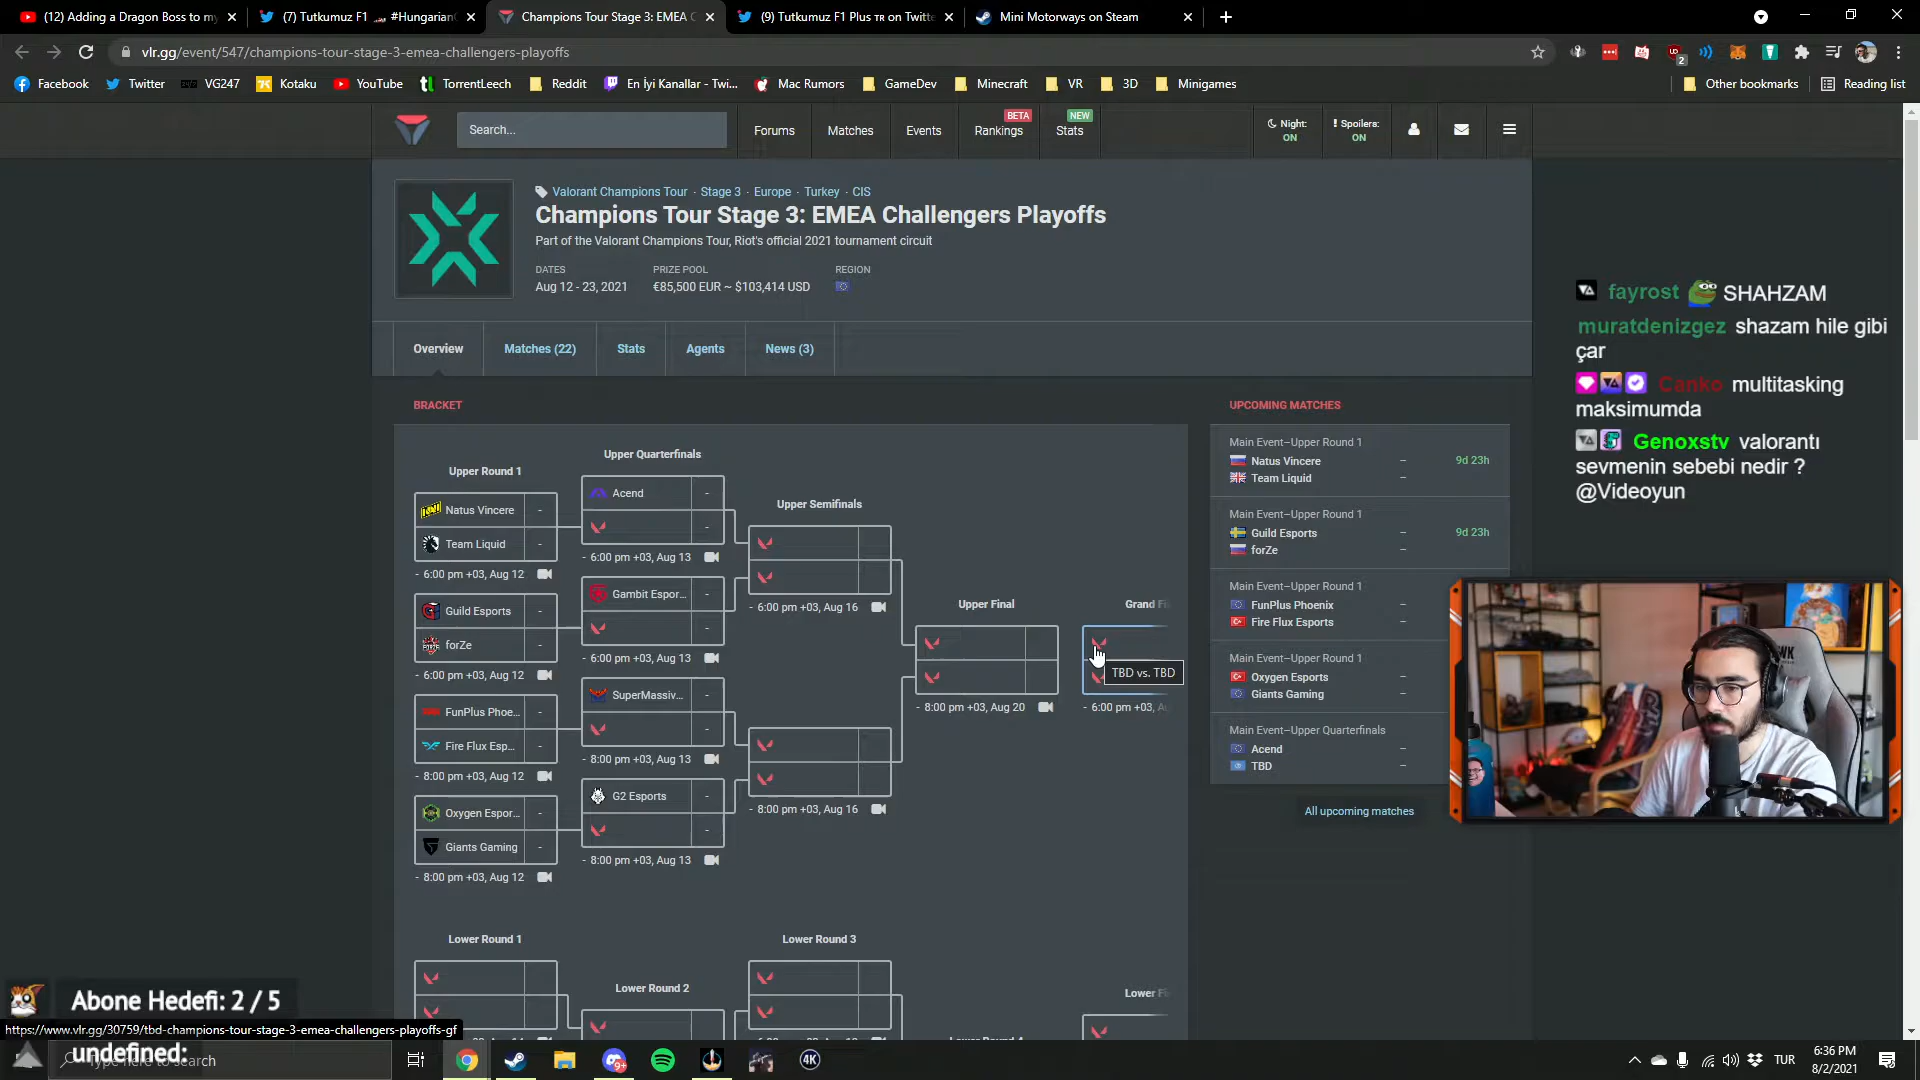 (12) Adding a Dragon Boss to my
(7) Tutkumuz F1 #Hungarian
Champions Tour Stage 3: EMEA C
(9) Tutkumuz F1 Plus TR on Twitte
Mini Motorways on Steam
vlr.gg/event/547/champions-tour-stage-3-emea-challengers-playoffs
Facebook
Twitter
VG247
Kotaku
YouTube
TorrentLeech
Reddit
En İyi Kanallar - Twi...
Mac Rumors
GameDev
Minecraft
VR
3D
Minigames
Other bookmarks
Reading list
Search...
Forums
Matches
Events
Rankings
BETA
Stats
NEW
Night:
ON
! Spoilers:
ON
Valorant Champions Tour · Stage 3 · Europe · Turkey · CIS
Champions Tour Stage 3: EMEA Challengers Playoffs
Part of the Valorant Champions Tour, Riot's official 2021 tournament circuit
DATES
Aug 12 - 23, 2021
PRIZE POOL
€85,500 EUR ~ $103,414 USD
REGION
Overview
Matches (22)
Stats
Agents
News (3)
BRACKET
Upper Round 1
Natus Vincere -
Team Liquid -
- 6:00 pm +03, Aug 12
Guild Esports -
forZe -
- 6:00 pm +03, Aug 12
FunPlus Phoe... -
Fire Flux Esp... -
- 8:00 pm +03, Aug 12
Oxygen Espor... -
Giants Gaming -
- 8:00 pm +03, Aug 12
Upper Quarterfinals
Acend -
-
- 6:00 pm +03, Aug 13
Gambit Espor... -
-
- 6:00 pm +03, Aug 13
SuperMassiv... -
-
- 8:00 pm +03, Aug 13
G2 Esports -
-
- 8:00 pm +03, Aug 13
Upper Semifinals
- 6:00 pm +03, Aug 16
- 8:00 pm +03, Aug 16
Upper Final
- 8:00 pm +03, Aug 20
Grand Fi
TBD vs. TBD
- 6:00 pm +03, A
Lower Round 1
Lower Round 2
Lower Round 3
Lower Fi
UPCOMING MATCHES
Main Event–Upper Round 1
Natus Vincere – 9d 23h
Team Liquid –
Main Event–Upper Round 1
Guild Esports – 9d 23h
forZe –
Main Event–Upper Round 1
FunPlus Phoenix –
Fire Flux Esports –
Main Event–Upper Round 1
Oxygen Esports –
Giants Gaming –
Main Event–Upper Quarterfinals
Acend –
TBD –
All upcoming matches
fayrost SHAHZAM
muratdenizgez shazam hile gibi
çar
Canko multitasking
maksimumda
Genoxstv valorantı
sevmenin sebebi nedir ?
@Videoyun
Abone Hedefi: 2 / 5
https://www.vlr.gg/30759/tbd-champions-tour-stage-3-emea-challengers-playoffs-gf
undefined:
Type here to search
TUR
6:36 PM
8/2/2021